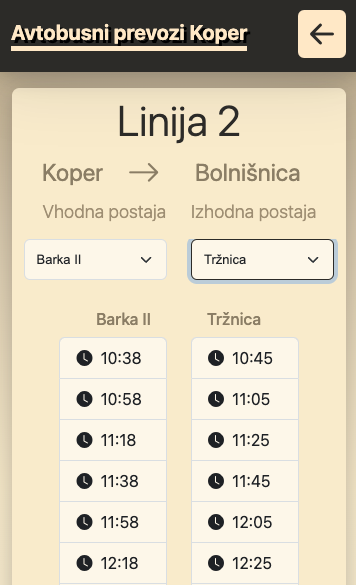 Avtobusni prevozi Koper
Linija 2
Koper → Bolnišnica
Vhodna postaja Izhodna postaja
Barka II Tržnica
Barka II Tržnica
10:38 10:45
10:58 11:05
11:18 11:25
11:38 11:45
11:58 12:05
12:18 12:25